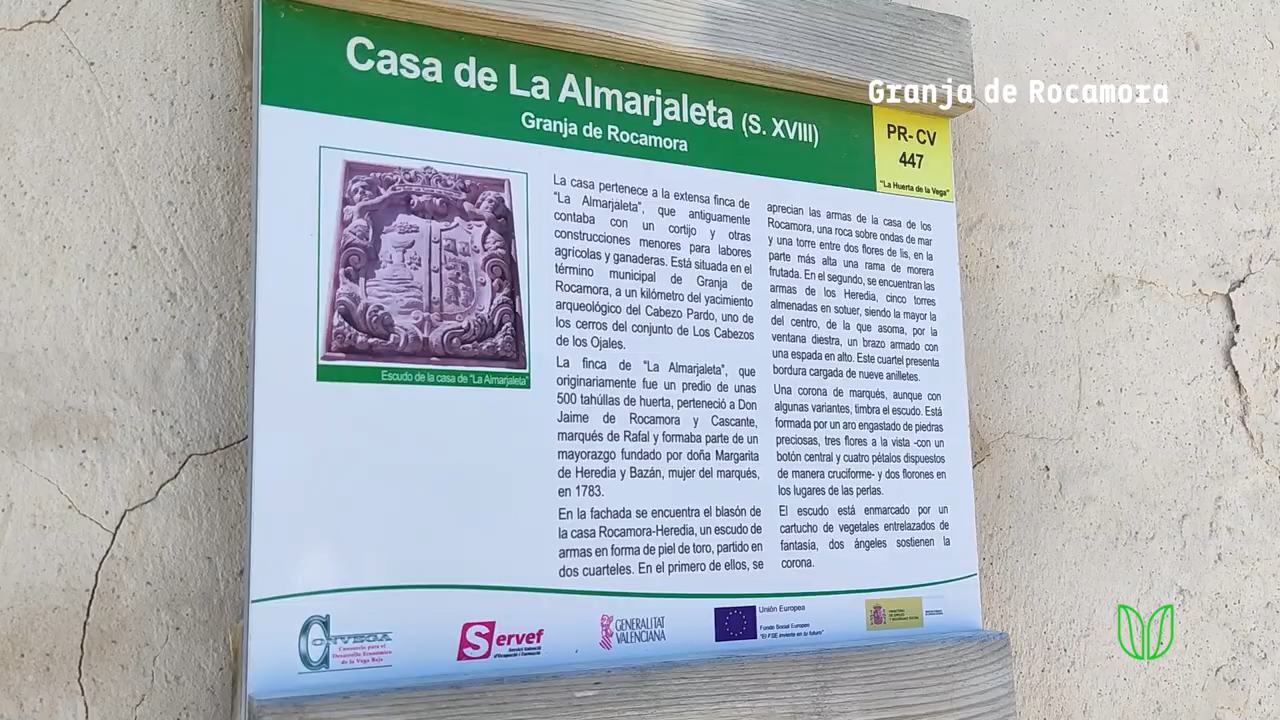 Granja de Rocamora
Casa de La Almarjaleta (S. XVIII)
Granja de Rocamora
PR-CV
447
"La Huerta de la Vega"
Escudo de la casa de "La Almarjaleta"
La casa pertenece a la extensa finca de
"La Almarjaleta", que antiguamente
contaba con un cortijo y otras
construcciones menores para labores
agrícolas y ganaderas. Está situada en el
término municipal de Granja de
Rocamora, a un kilómetro del yacimiento
arqueológico del Cabezo Pardo, uno de
los cerros del conjunto de Los Cabezos
de los Ojales.
La finca de "La Almarjaleta", que
originariamente fue un predio de unas
500 tahúllas de huerta, perteneció a Don
Jaime de Rocamora y Cascante,
marqués de Rafal y formaba parte de un
mayorazgo fundado por doña Margarita
de Heredia y Bazán, mujer del marqués,
en 1783.
En la fachada se encuentra el blasón de
la casa Rocamora-Heredia, un escudo de
armas en forma de piel de toro, partido en
dos cuarteles. En el primero de ellos, se
aprecian las armas de la casa de los
Rocamora, una roca sobre ondas de mar
y una torre entre dos flores de lis, en la
parte más alta una rama de morera
frutada. En el segundo, se encuentran las
armas de los Heredia, cinco torres
almenadas en sotuer, siendo la mayor la
del centro, de la que asoma, por la
ventana diestra, un brazo armado con
una espada en alto. Este cuartel presenta
bordura cargada de nueve anilletes.
Una corona de marqués, aunque con
algunas variantes, timbra el escudo. Está
formada por un aro engastado de piedras
preciosas, tres flores a la vista -con un
botón central y cuatro pétalos dispuestos
de manera cruciforme- y dos florones en
los lugares de las perlas.
El escudo está enmarcado por un
cartucho de vegetales entrelazados de
fantasía, dos ángeles sostienen la
corona.
CONVEGA
Consorcio para el
Desarrollo Económico
de la Vega Baja
Servef
Servici Valencià
d'Ocupació i Formació
GENERALITAT
VALENCIANA
Unión Europea
Fondo Social Europeo
"El FSE invierte en tu futuro"